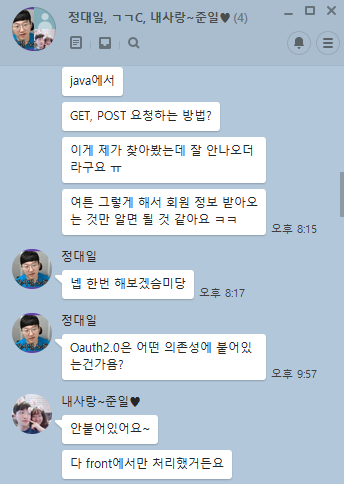 정대일, ㄱㄱC, 내사랑~준일♥ (4)
java에서
GET, POST 요청하는 방법?
이게 제가 찾아봤는데 잘 안나오더
라구요 ㅠ
여튼 그렇게 해서 회원 정보 받아오
는 것만 알면 될 것 같아요 ㅋㅋ
오후 8:15
정대일
넵 한번 해보겠슴미당
오후 8:17
정대일
Oauth2.0은 어떤 의존성에 붙어있
는건가욤?
오후 9:57
내사랑~준일♥
안붙어있어요~
다 front에서만 처리했거든요